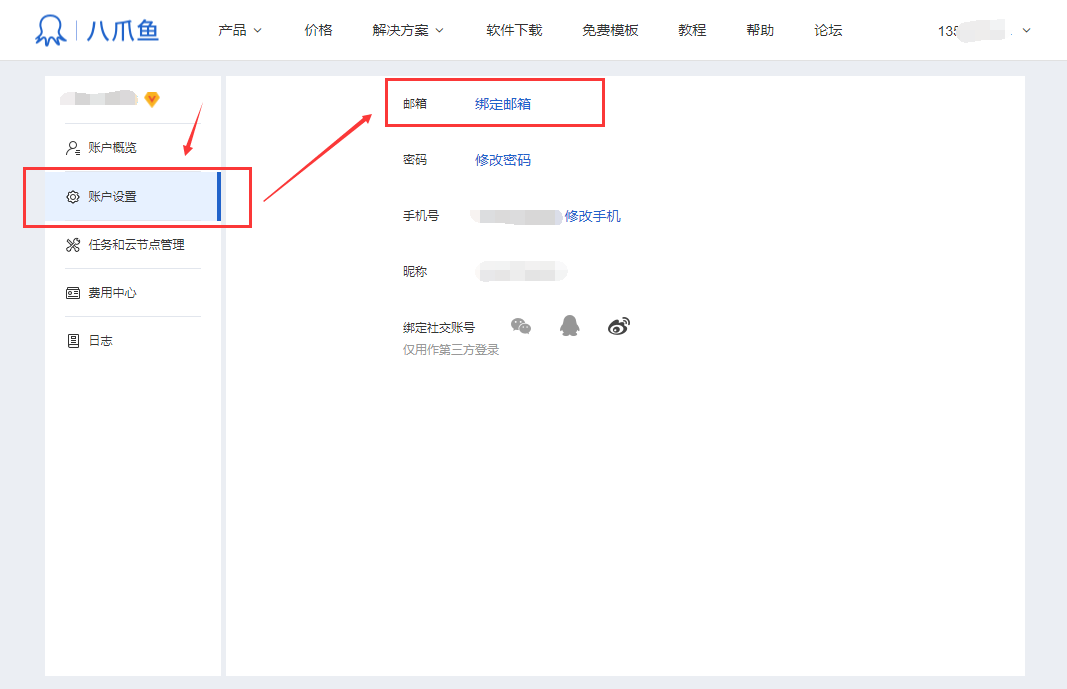 八爪鱼 产品 价格 解决方案 软件下载 免费模板 教程 帮助 论坛 135
账户概览
账户设置
任务和云节点管理
费用中心
日志
邮箱 绑定邮箱
密码 修改密码
手机号 修改手机
昵称
绑定社交账号
仅用作第三方登录